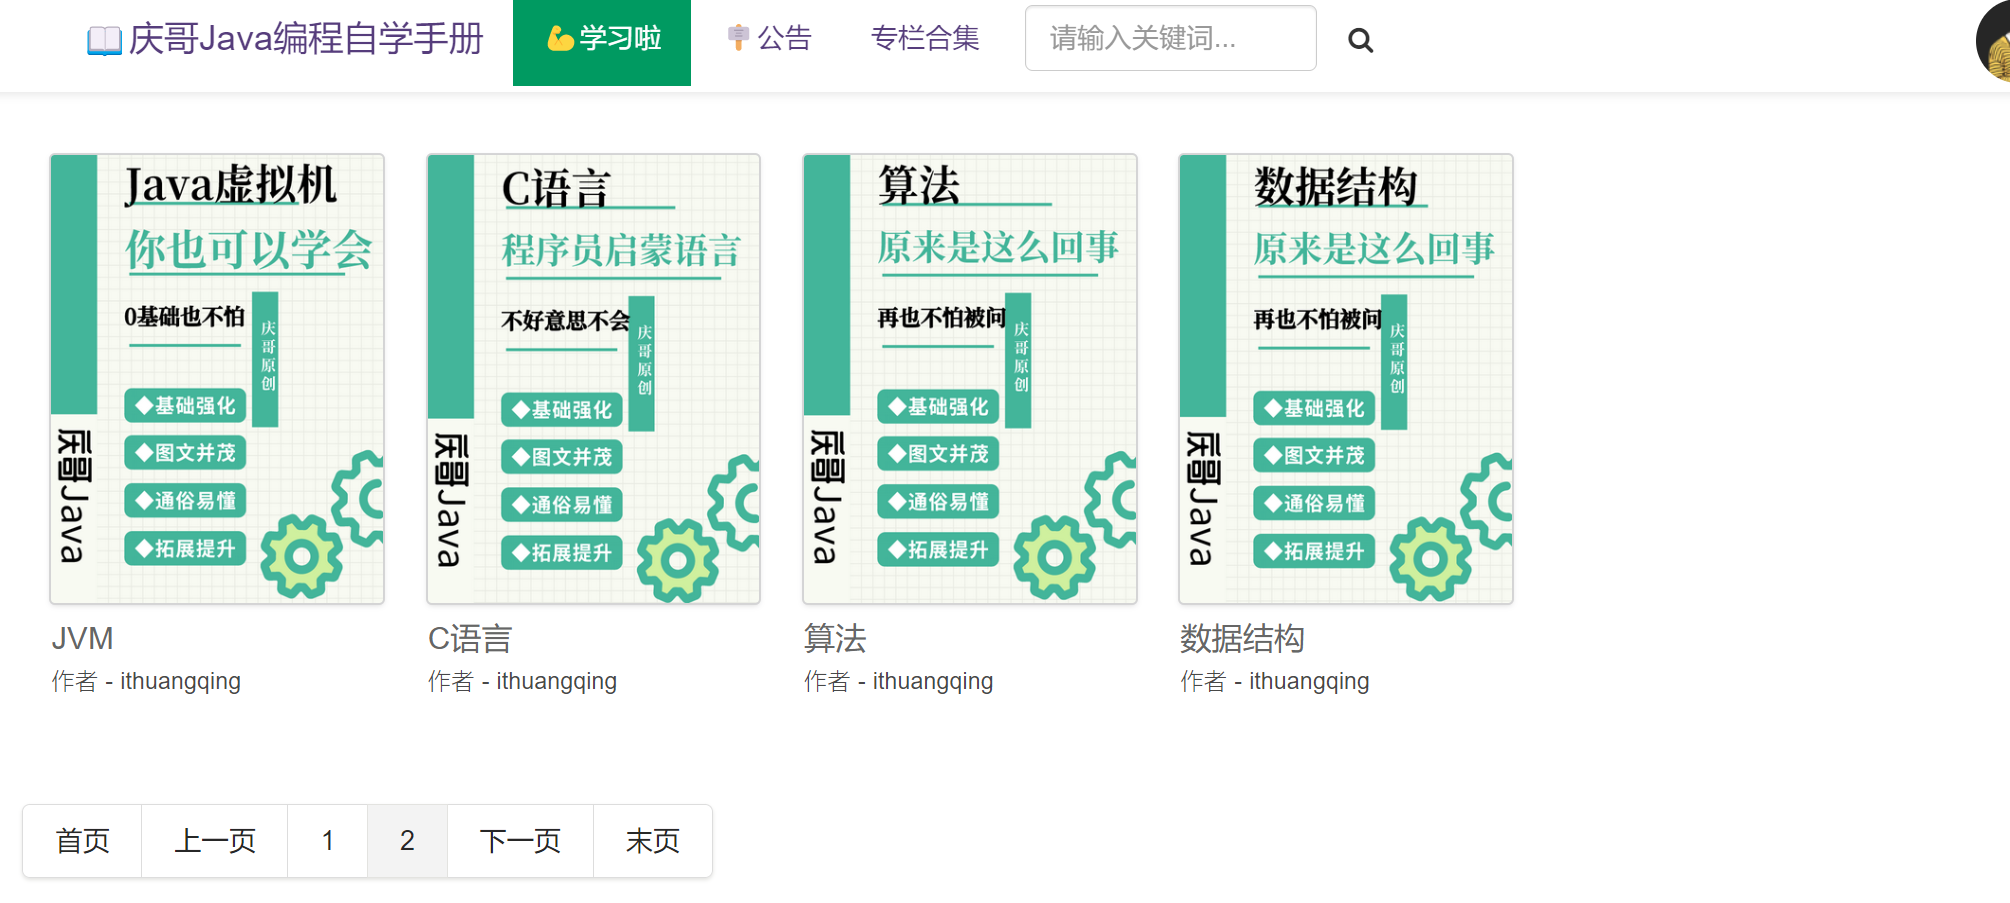 庆哥Java编程自学手册
学习啦
公告
专栏合集
请输入关键词...
Java虚拟机
你也可以学会
0基础也不怕
庆哥原创
◆基础强化
◆图文并茂
◆通俗易懂
◆拓展提升
庆哥Java
JVM
作者 - ithuangqing
C语言
程序员启蒙语言
不好意思不会
庆哥原创
◆基础强化
◆图文并茂
◆通俗易懂
◆拓展提升
庆哥Java
C语言
作者 - ithuangqing
算法
原来是这么回事
再也不怕被问
庆哥原创
◆基础强化
◆图文并茂
◆通俗易懂
◆拓展提升
庆哥Java
算法
作者 - ithuangqing
数据结构
原来是这么回事
再也不怕被问
庆哥原创
◆基础强化
◆图文并茂
◆通俗易懂
◆拓展提升
庆哥Java
数据结构
作者 - ithuangqing
首页 上一页 1 2 下一页 末页